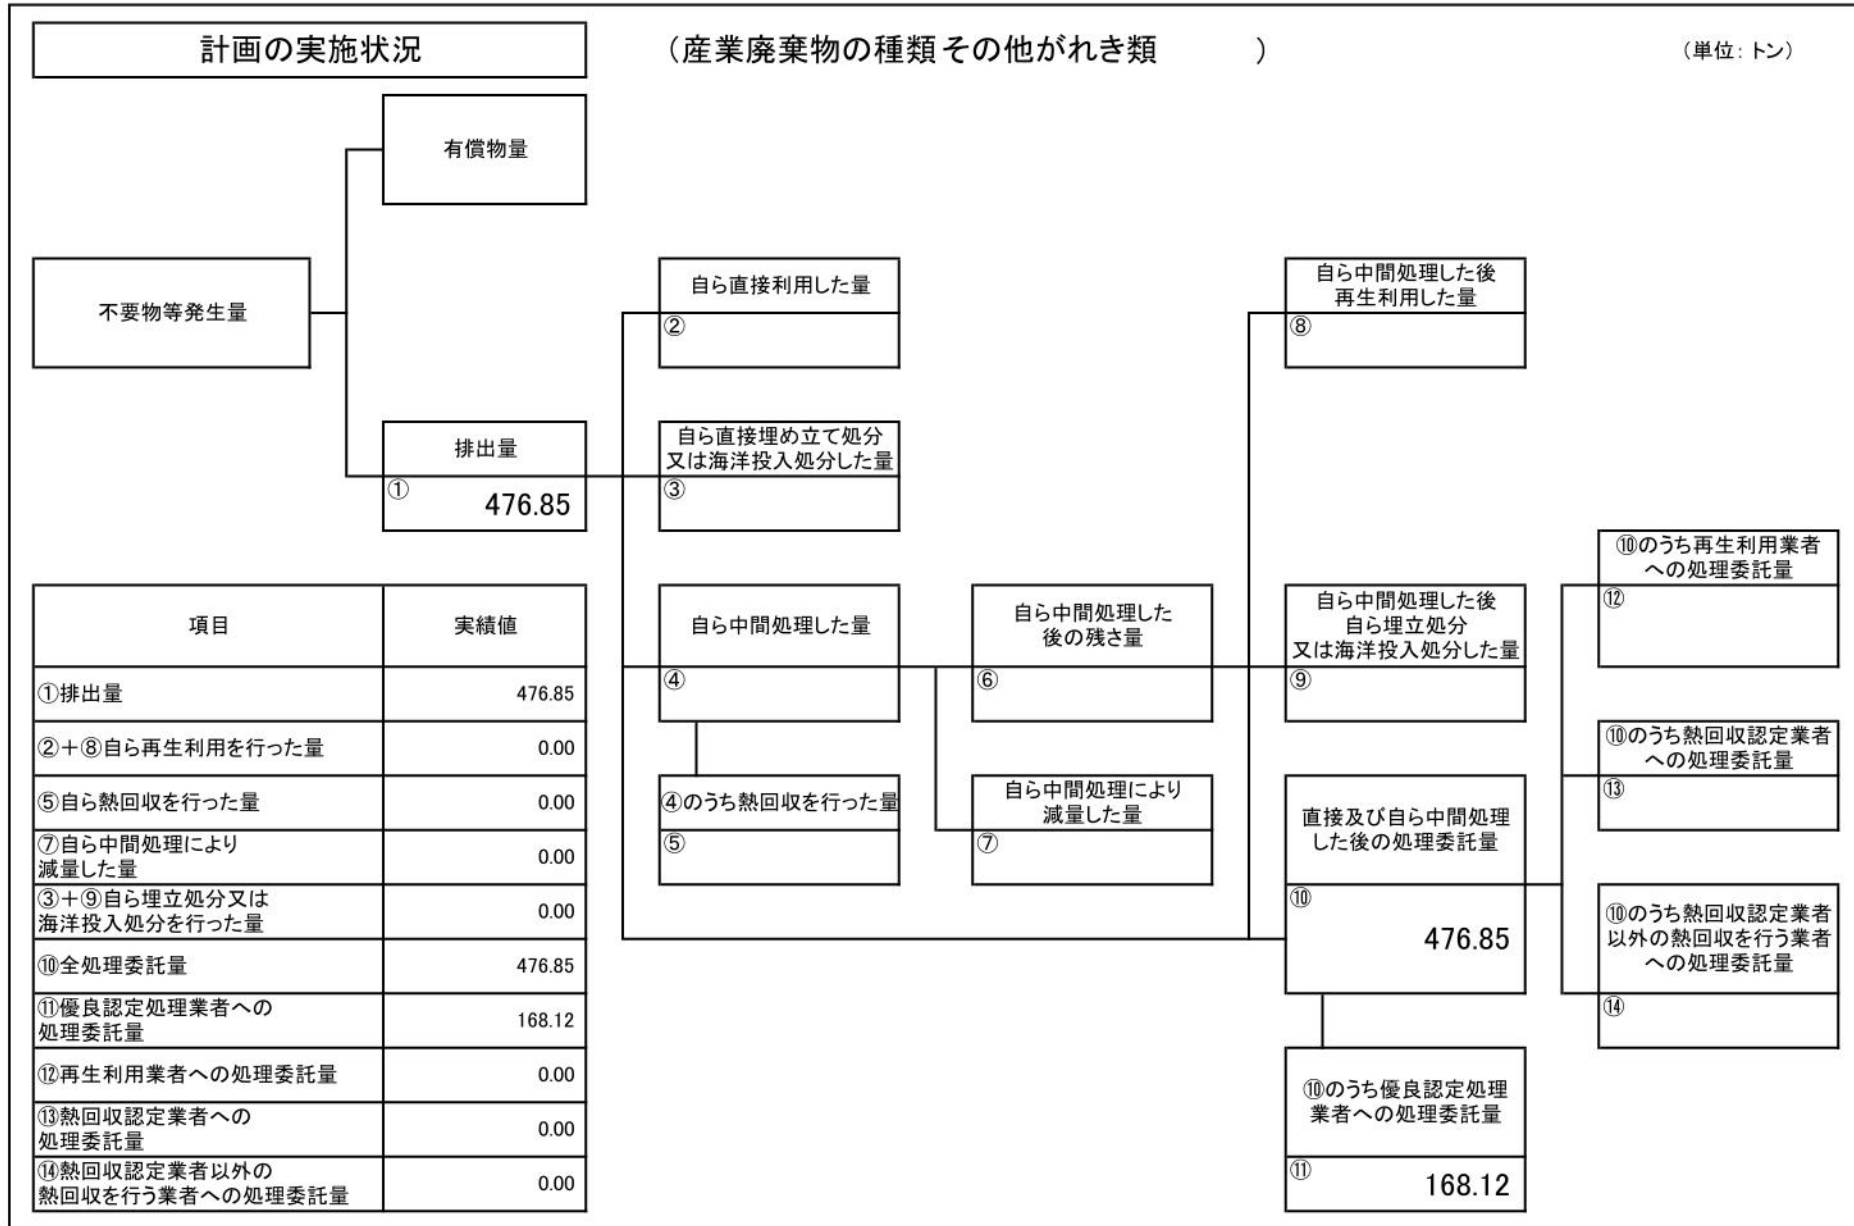 計画の実施状況
（産業廃棄物の種類その他がれき類　　　）
（単位：トン）
有償物量
不要物等発生量
自ら直接利用した量
②
自ら中間処理した後
再生利用した量
⑧
排出量
①
476.85
自ら直接埋め立て処分
又は海洋投入処分した量
③
⑩のうち再生利用業者
への処理委託量
⑫
自ら中間処理した量
④
自ら中間処理した
後の残さ量
⑥
自ら中間処理した後
自ら埋立処分
又は海洋投入処分した量
⑨
⑩のうち熱回収認定業者
への処理委託量
⑬
④のうち熱回収を行った量
⑤
自ら中間処理により
減量した量
⑦
直接及び自ら中間処理
した後の処理委託量
⑩
476.85
⑩のうち熱回収認定業者
以外の熱回収を行う業者
への処理委託量
⑭
⑩のうち優良認定処理
業者への処理委託量
⑪
168.12
項目 実績値
①排出量 476.85
②＋⑧自ら再生利用を行った量 0.00
⑤自ら熱回収を行った量 0.00
⑦自ら中間処理により
減量した量 0.00
③＋⑨自ら埋立処分又は
海洋投入処分を行った量 0.00
⑩全処理委託量 476.85
⑪優良認定処理業者への
処理委託量 168.12
⑫再生利用業者への処理委託量 0.00
⑬熱回収認定業者への
処理委託量 0.00
⑭熱回収認定業者以外の
熱回収を行う業者への処理委託量 0.00